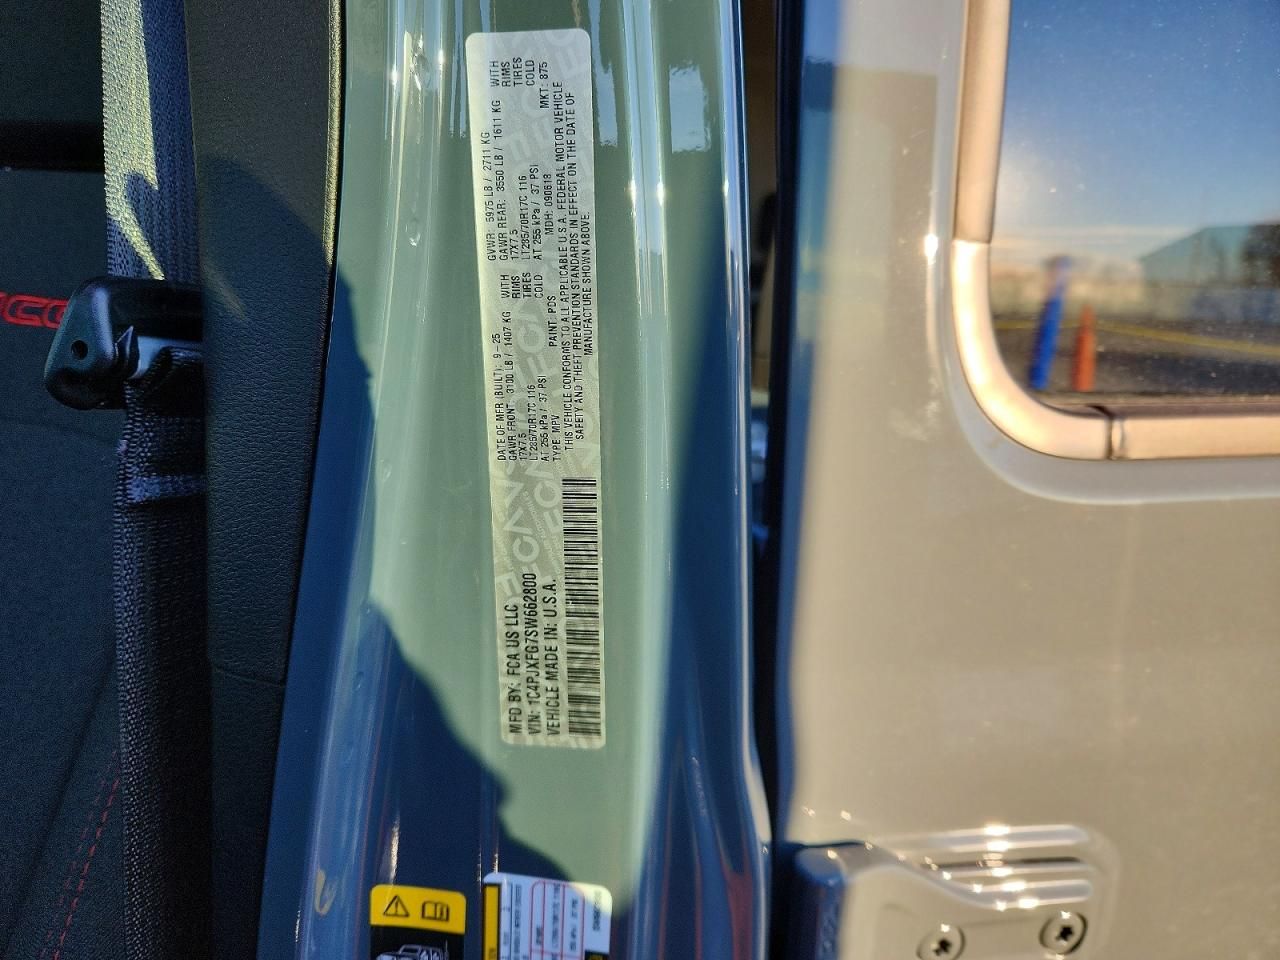 MFD BY: FCA US LLC
VIN: 1C4PJXFG7SW662800
VEHICLE MADE IN: U.S.A.
DATE OF MFR (BUILT): 9-25 GVWR: 5975 LB / 2711 KG
GAWR FRONT: 3100 LB / 1407 KG WITH GAWR REAR: 3550 LB / 1611 KG WITH
17X7.5 RIMS 17X7.5 RIMS
LT285/70R17C 116 TIRES LT285/70R17C 116 TIRES
AT 255 kPa / 37 PSI COLD AT 255 kPa / 37 PSI COLD
TYPE: MPV PAINT: PDS MDH: 090618 MKT: 875
THIS VEHICLE CONFORMS TO ALL APPLICABLE U.S.A. FEDERAL MOTOR VEHICLE
SAFETY AND THEFT PREVENTION STANDARDS IN EFFECT ON THE DATE OF
MANUFACTURE SHOWN ABOVE.